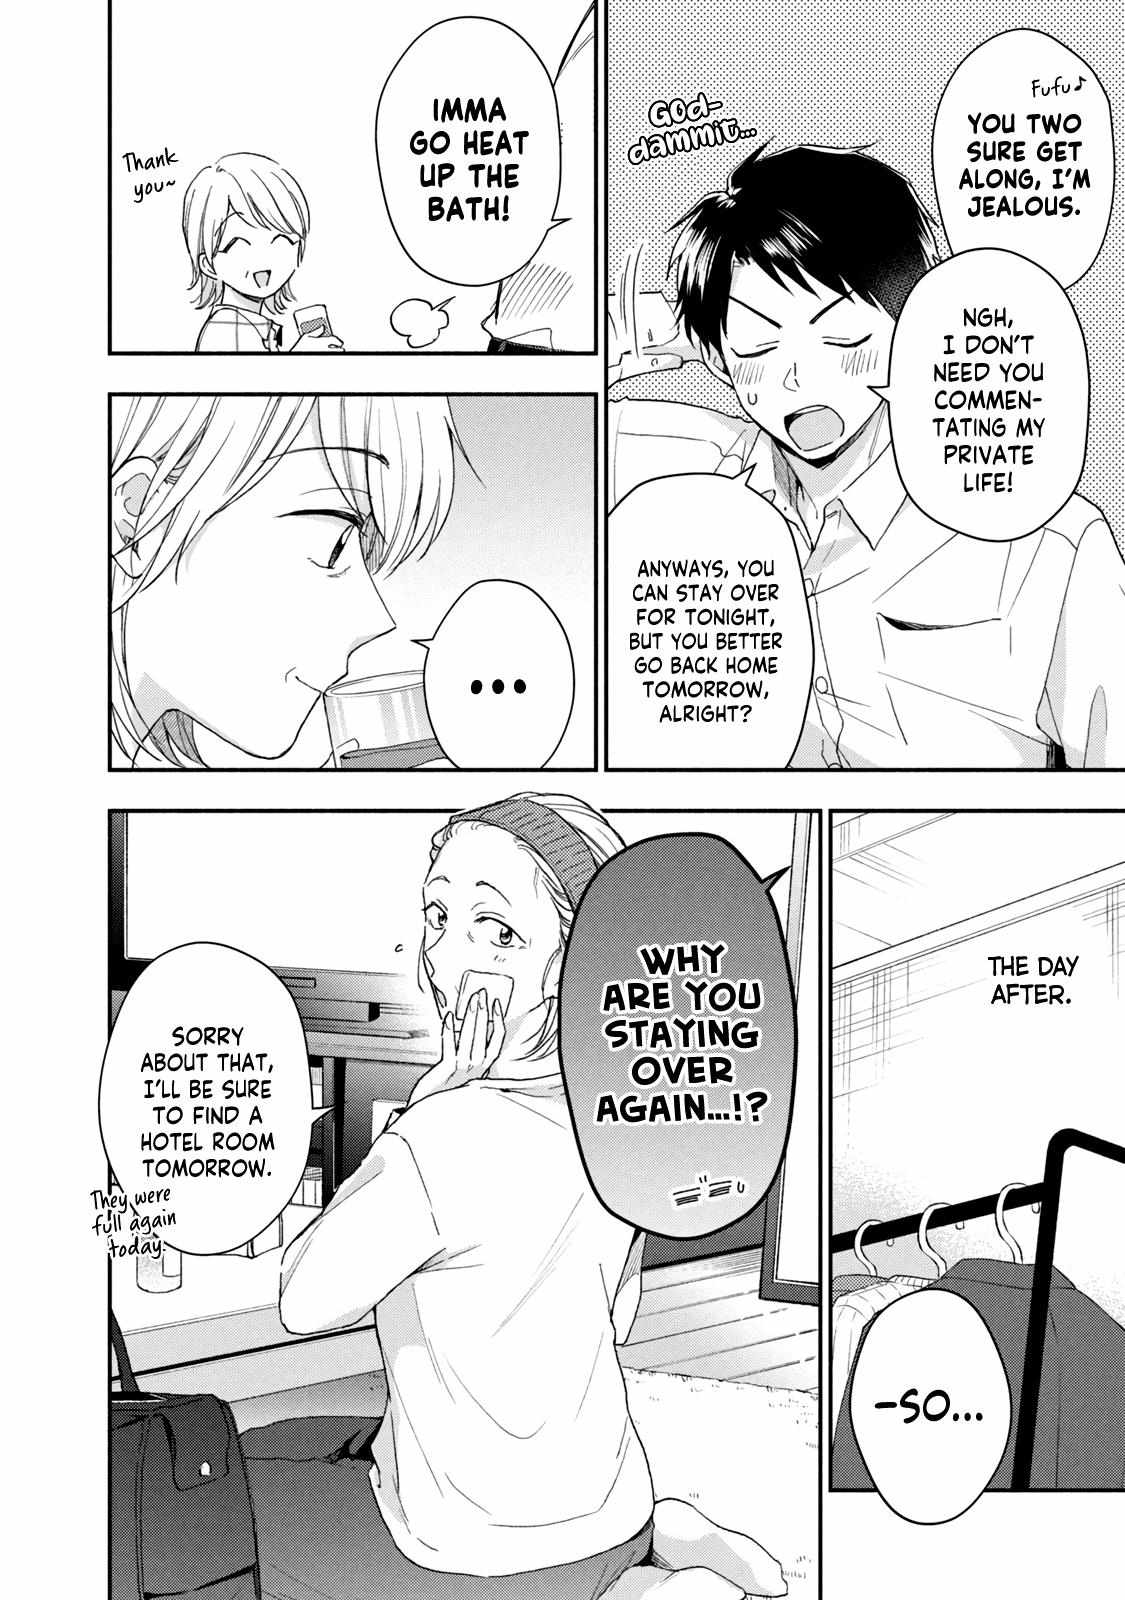 Fufu♪
YOU TWO
SURE GET
ALONG, I'M
JEALOUS.
God-
dammit...
NGH,
I DON'T
NEED YOU
COMMEN-
TATING MY
PRIVATE
LIFE!
ANYWAYS, YOU
CAN STAY OVER
FOR TONIGHT,
BUT YOU BETTER
GO BACK HOME
TOMORROW,
ALRIGHT?
IMMA
GO HEAT
UP THE
BATH!
Thank
you~
...
THE DAY
AFTER.
-SO...
WHY
ARE YOU
STAYING
OVER
AGAIN...!?
SORRY
ABOUT THAT,
I'LL BE SURE
TO FIND A
HOTEL ROOM
TOMORROW.
They were
full again
today.